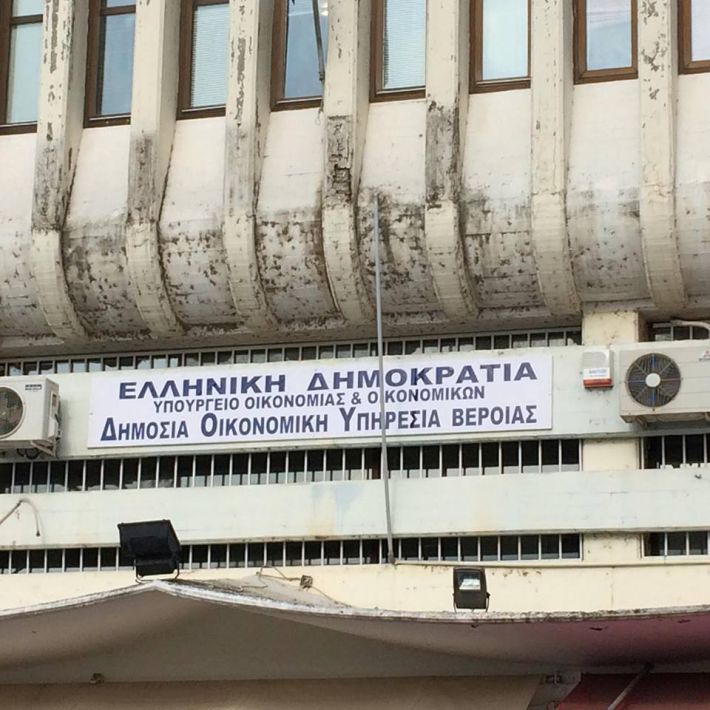 ΕΛΛΗΝΙΚΗ ΔΗΜΟΚΡΑΤΙΑ
ΥΠΟΥΡΓΕΙΟ ΟΙΚΟΝΟΜΙΑΣ & ΟΙΚΟΝΟΜΙΚΩΝ
ΔΗΜΟΣΙΑ ΟΙΚΟΝΟΜΙΚΗ ΥΠΗΡΕΣΙΑ ΒΕΡΟΙΑΣ